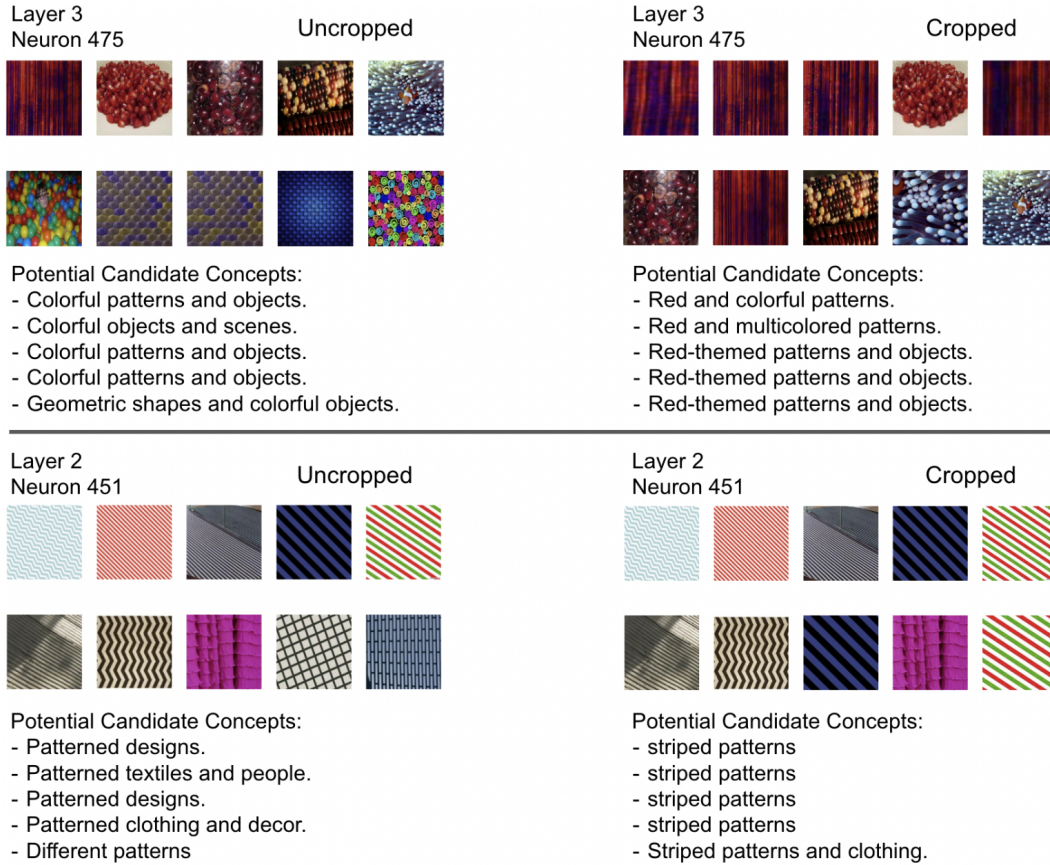 Layer 3
Neuron 475
Uncropped
Potential Candidate Concepts:
- Colorful patterns and objects.
- Colorful objects and scenes.
- Colorful patterns and objects.
- Colorful patterns and objects.
- Geometric shapes and colorful objects.
Layer 3
Neuron 475
Cropped
Potential Candidate Concepts:
- Red and colorful patterns.
- Red and multicolored patterns.
- Red-themed patterns and objects.
- Red-themed patterns and objects.
- Red-themed patterns and objects.
Layer 2
Neuron 451
Uncropped
Potential Candidate Concepts:
- Patterned designs.
- Patterned textiles and people.
- Patterned designs.
- Patterned clothing and decor.
- Different patterns
Layer 2
Neuron 451
Cropped
Potential Candidate Concepts:
- striped patterns
- striped patterns
- striped patterns
- striped patterns
- Striped patterns and clothing.